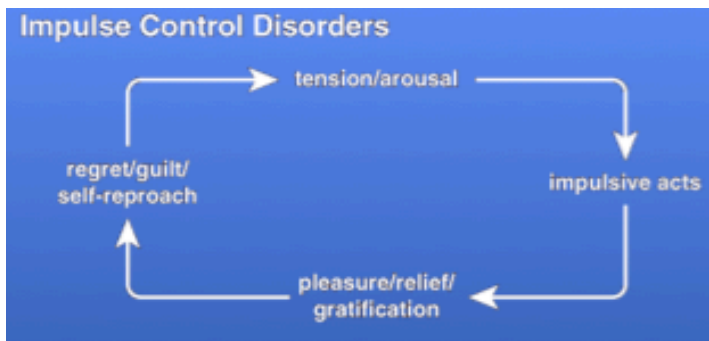 Impulse Control Disorders
tension/arousal
impulsive acts
pleasure/relief/
gratification
regret/guilt/
self-reproach